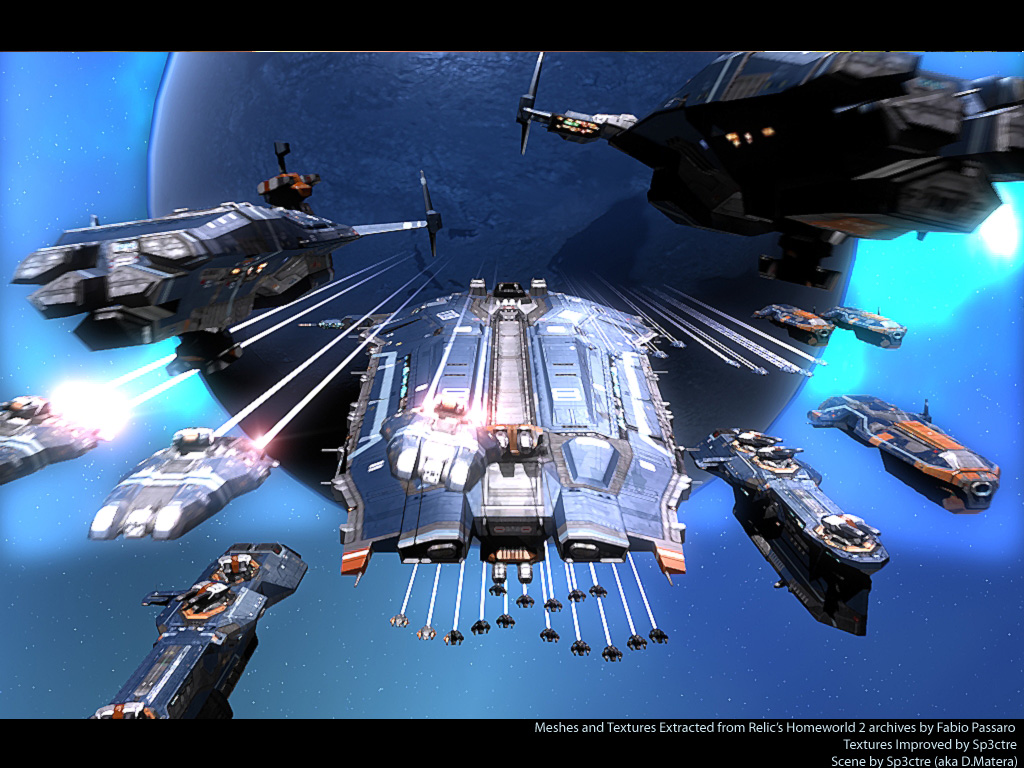 Meshes and Textures Extracted from Relic's Homeworld 2 archives by Fabio Passaro
Textures Improved by Sp3ctre
Scene by Sp3ctre (aka D.Matera)